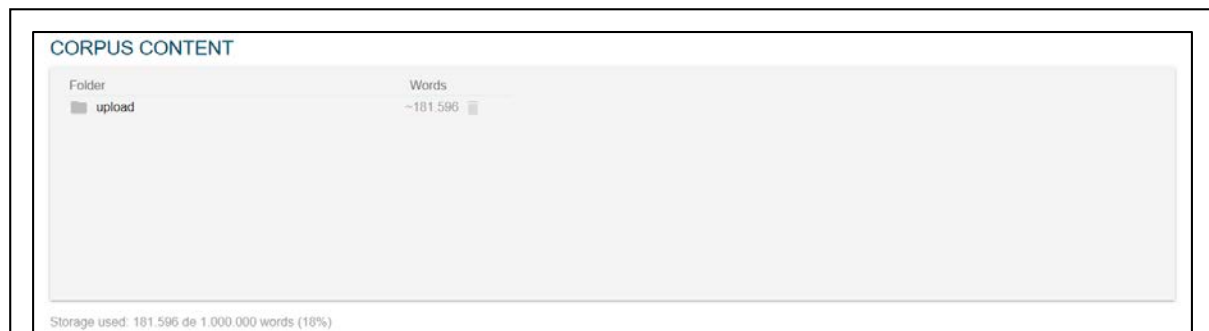 CORPUS CONTENT
Folder Words
upload ~181.596
Storage used: 181.596 de 1.000.000 words (18%)